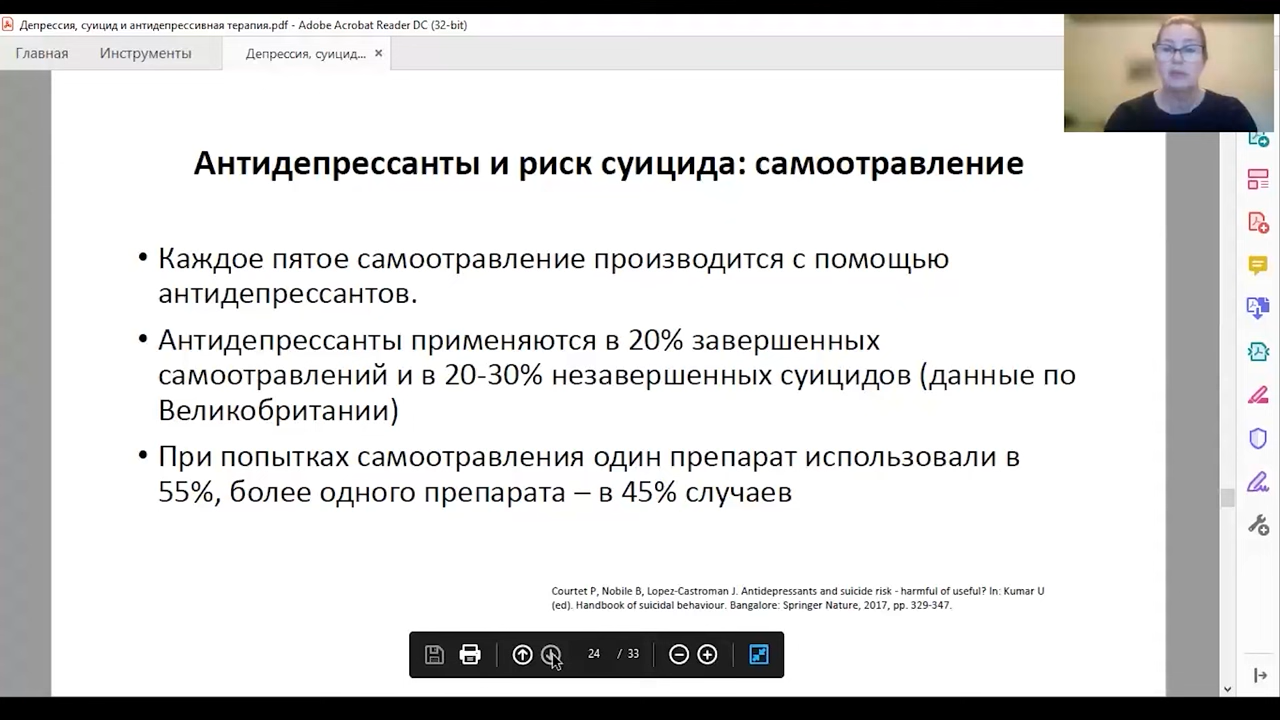 Депрессия, суицид и антидепрессивная терапия.pdf - Adobe Acrobat Reader DC (32-bit)
Главная Инструменты Депрессия, суицид... ×
Антидепрессанты и риск суицида: самоотравление
• Каждое пятое самоотравление производится с помощью
антидепрессантов.
• Антидепрессанты применяются в 20% завершенных
самоотравлений и в 20-30% незавершенных суицидов (данные по
Великобритании)
• При попытках самоотравления один препарат использовали в
55%, более одного препарата – в 45% случаев
Courtet P, Nobile B, Lopez-Castroman J. Antidepressants and suicide risk - harmful of useful? In: Kumar U
(ed). Handbook of suicidal behaviour. Bangalore: Springer Nature, 2017, pp. 329-347.
24 / 33